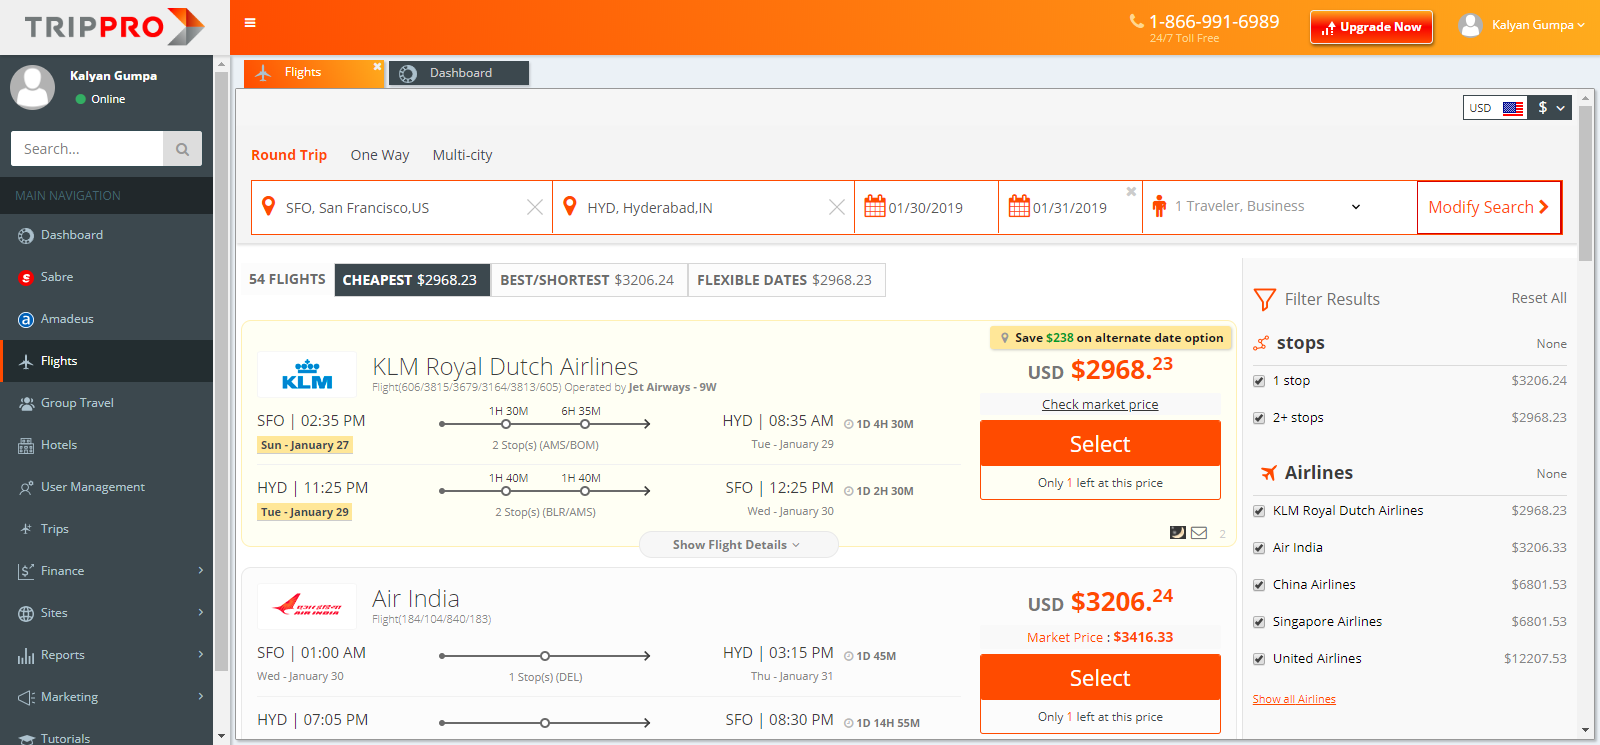 TRIPPRO
1-866-991-6989
24/7 Toll Free
Upgrade Now
Kalyan Gumpa
Kalyan Gumpa
Online
Search...
MAIN NAVIGATION
Dashboard
Sabre
Amadeus
Flights
Group Travel
Hotels
User Management
Trips
Finance
Sites
Reports
Marketing
Tutorials
Flights
Dashboard
USD $
Round Trip One Way Multi-city
SFO, San Francisco,US
HYD, Hyderabad,IN
01/30/2019
01/31/2019
1 Traveler, Business
Modify Search
54 FLIGHTS
CHEAPEST $2968.23
BEST/SHORTEST $3206.24
FLEXIBLE DATES $2968.23
Save $238 on alternate date option
KLM
KLM Royal Dutch Airlines
Flight(606/3815/3679/3164/3813/605) Operated by Jet Airways - 9W
USD $2968.23
Check market price
Select
Only 1 left at this price
SFO | 02:35 PM
1H 30M 6H 35M
HYD | 08:35 AM
1D 4H 30M
Sun - January 27
2 Stop(s) (AMS/BOM)
Tue - January 29
HYD | 11:25 PM
1H 40M 1H 40M
SFO | 12:25 PM
1D 2H 30M
Tue - January 29
2 Stop(s) (BLR/AMS)
Wed - January 30
2
Show Flight Details
AIR INDIA
Air India
Flight(184/104/840/183)
USD $3206.24
Market Price : $3416.33
Select
Only 1 left at this price
SFO | 01:00 AM
HYD | 03:15 PM
1D 45M
Wed - January 30
1 Stop(s) (DEL)
Thu - January 31
HYD | 07:05 PM
SFO | 08:30 PM
1D 14H 55M
Filter Results
Reset All
stops
None
1 stop $3206.24
2+ stops $2968.23
Airlines
None
KLM Royal Dutch Airlines $2968.23
Air India $3206.33
China Airlines $6801.53
Singapore Airlines $6801.53
United Airlines $12207.53
Show all Airlines